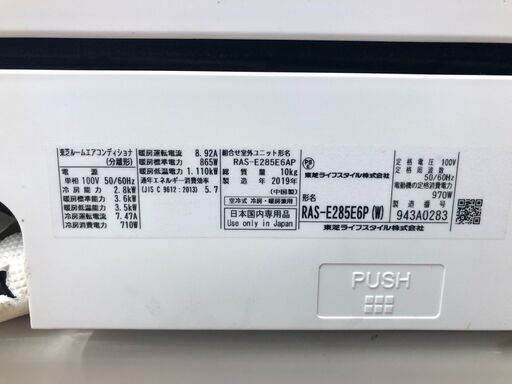 東芝ルームエアコンディショナ
(分離形)
電源
単相 100V 50/60Hz
冷房能力 2.8kW
暖房標準能力 3.6kW
暖房低温能力 3.5kW
冷房運転電流 7.47A
冷房消費電力 710W
暖房運転電流 8.92A
暖房標準電力 865W
暖房低温電力 1.110kW
通年エネルギー消費効率
(JIS C 9612:2013) 5.7
組合せ室外ユニット形名
RAS-E285E6AP
総質量 10kg
製造年 2019年
(中国製)
空冷式 冷房・暖房兼用
日本国内専用品
Use only in Japan
PS
E
東芝ライフスタイル株式会社
形名
RAS-E285E6P(W)
東芝ライフスタイル株式会社
定格電圧 100V
定格周波数
50/60Hz
電動機の定格消費電力
970W
製造番号
943A0283
PUSH